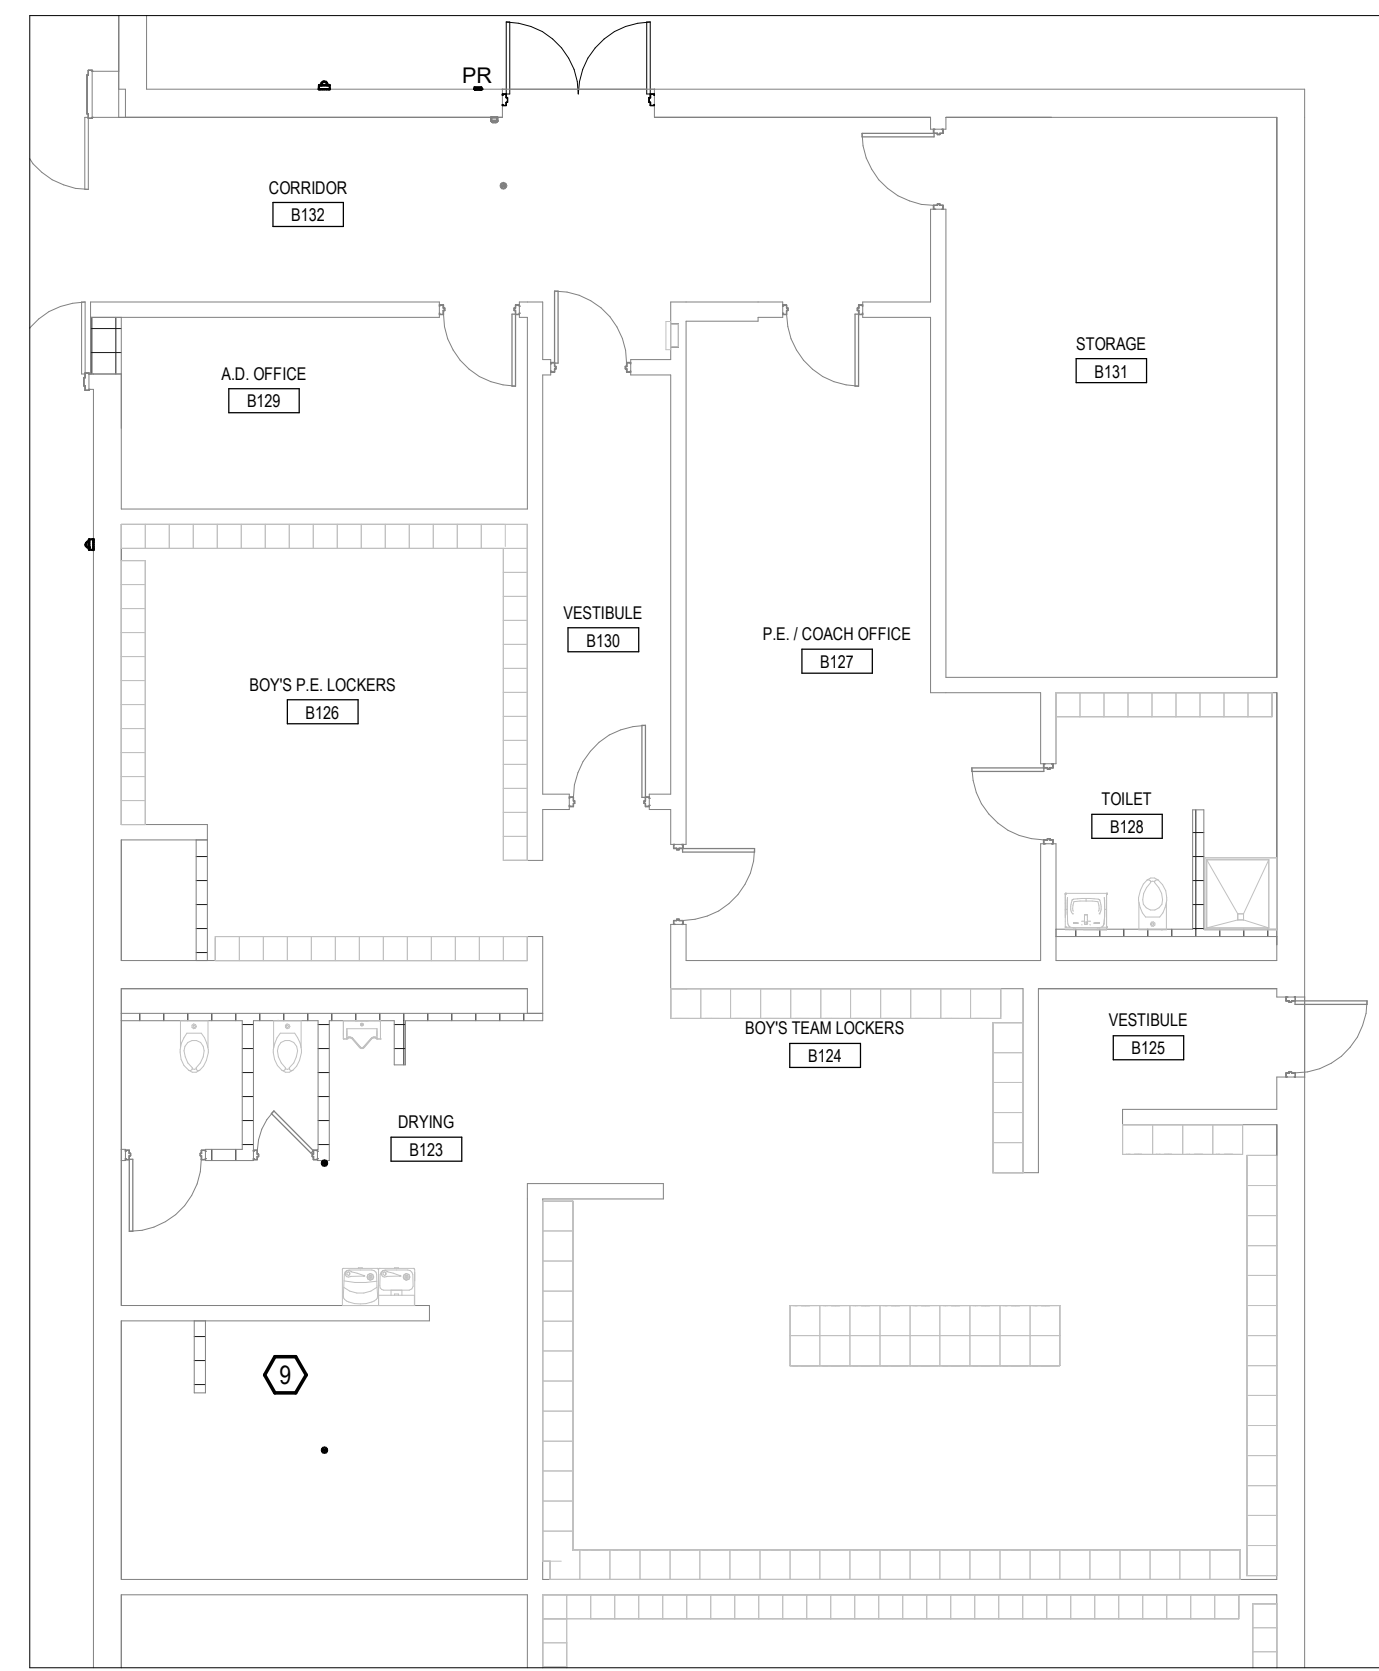 PR
CORRIDOR
B132
STORAGE
B131
A.D. OFFICE
B129
VESTIBULE
B130
P.E. / COACH OFFICE
B127
BOY'S P.E. LOCKERS
B126
TOILET
B128
BOY'S TEAM LOCKERS
B124
VESTIBULE
B125
DRYING
B123
9